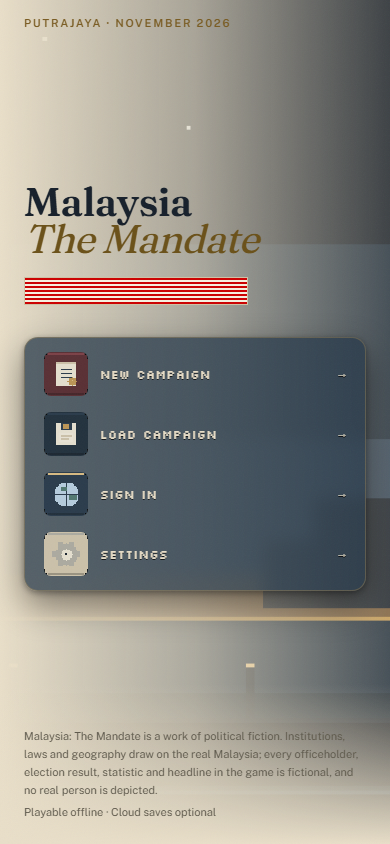 PUTRAJAYA · NOVEMBER 2026
Malaysia
The Mandate
NEW CAMPAIGN →
LOAD CAMPAIGN →
SIGN IN →
SETTINGS →
Malaysia: The Mandate is a work of political fiction. Institutions,
laws and geography draw on the real Malaysia; every officeholder,
election result, statistic and headline in the game is fictional, and
no real person is depicted.
Playable offline · Cloud saves optional